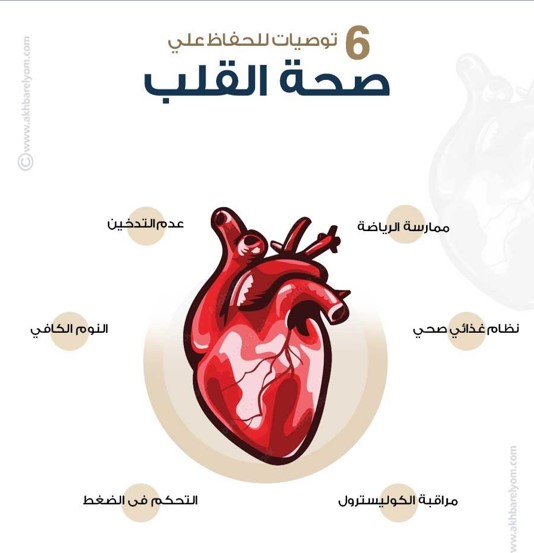 6 توصيات للحفاظ علي
صحة القلب
ممارسة الرياضة
عدم التدخين
نظام غذائي صحي
النوم الكافي
مراقبة الكوليسترول
التحكم فى الضغط
©www.akhbarelyom.com
www.akhbarelyom.com